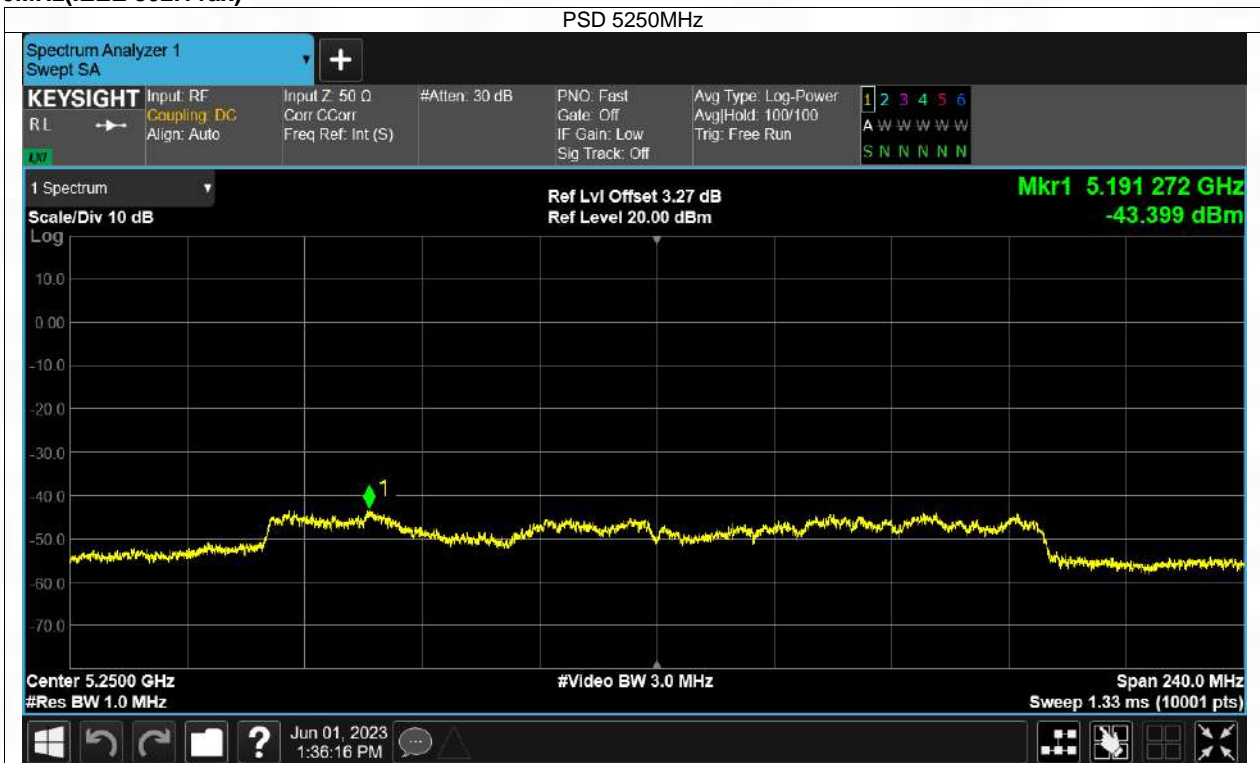 PSD 5250MHz
Spectrum Analyzer 1
Swept SA
KEYSIGHT
RL
LXI
Input: RF
Coupling: DC
Align: Auto
Input Z: 50 Ω
Corr CCorr
Freq Ref: Int (S)
#Atten: 30 dB
PNO: Fast
Gate: Off
IF Gain: Low
Sig Track: Off
Avg Type: Log-Power
Avg|Hold: 100/100
Trig: Free Run
1 2 3 4 5 6
A W W W W W
S N N N N N
1 Spectrum
Scale/Div 10 dB
Ref Lvl Offset 3.27 dB
Ref Level 20.00 dBm
Mkr1 5.191 272 GHz
-43.399 dBm
Log
10.0
0.00
-10.0
-20.0
-30.0
-40.0
-50.0
-60.0
-70.0
1
Center 5.2500 GHz
#Res BW 1.0 MHz
#Video BW 3.0 MHz
Span 240.0 MHz
Sweep 1.33 ms (10001 pts)
?
Jun 01, 2023
1:36:16 PM